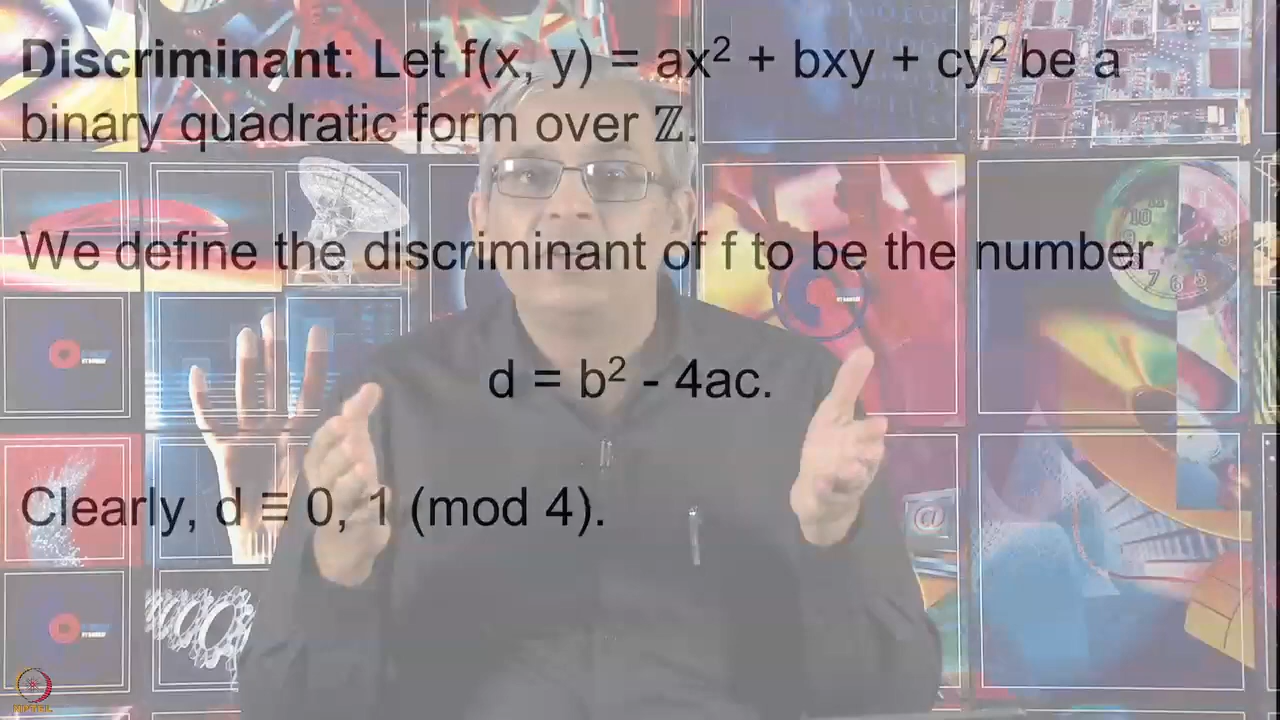 Discriminant: Let f(x, y) = ax² + bxy + cy² be a
binary quadratic form over ℤ.
We define the discriminant of f to be the number
d = b² - 4ac.
Clearly, d ≡ 0, 1 (mod 4).
@
NPTEL